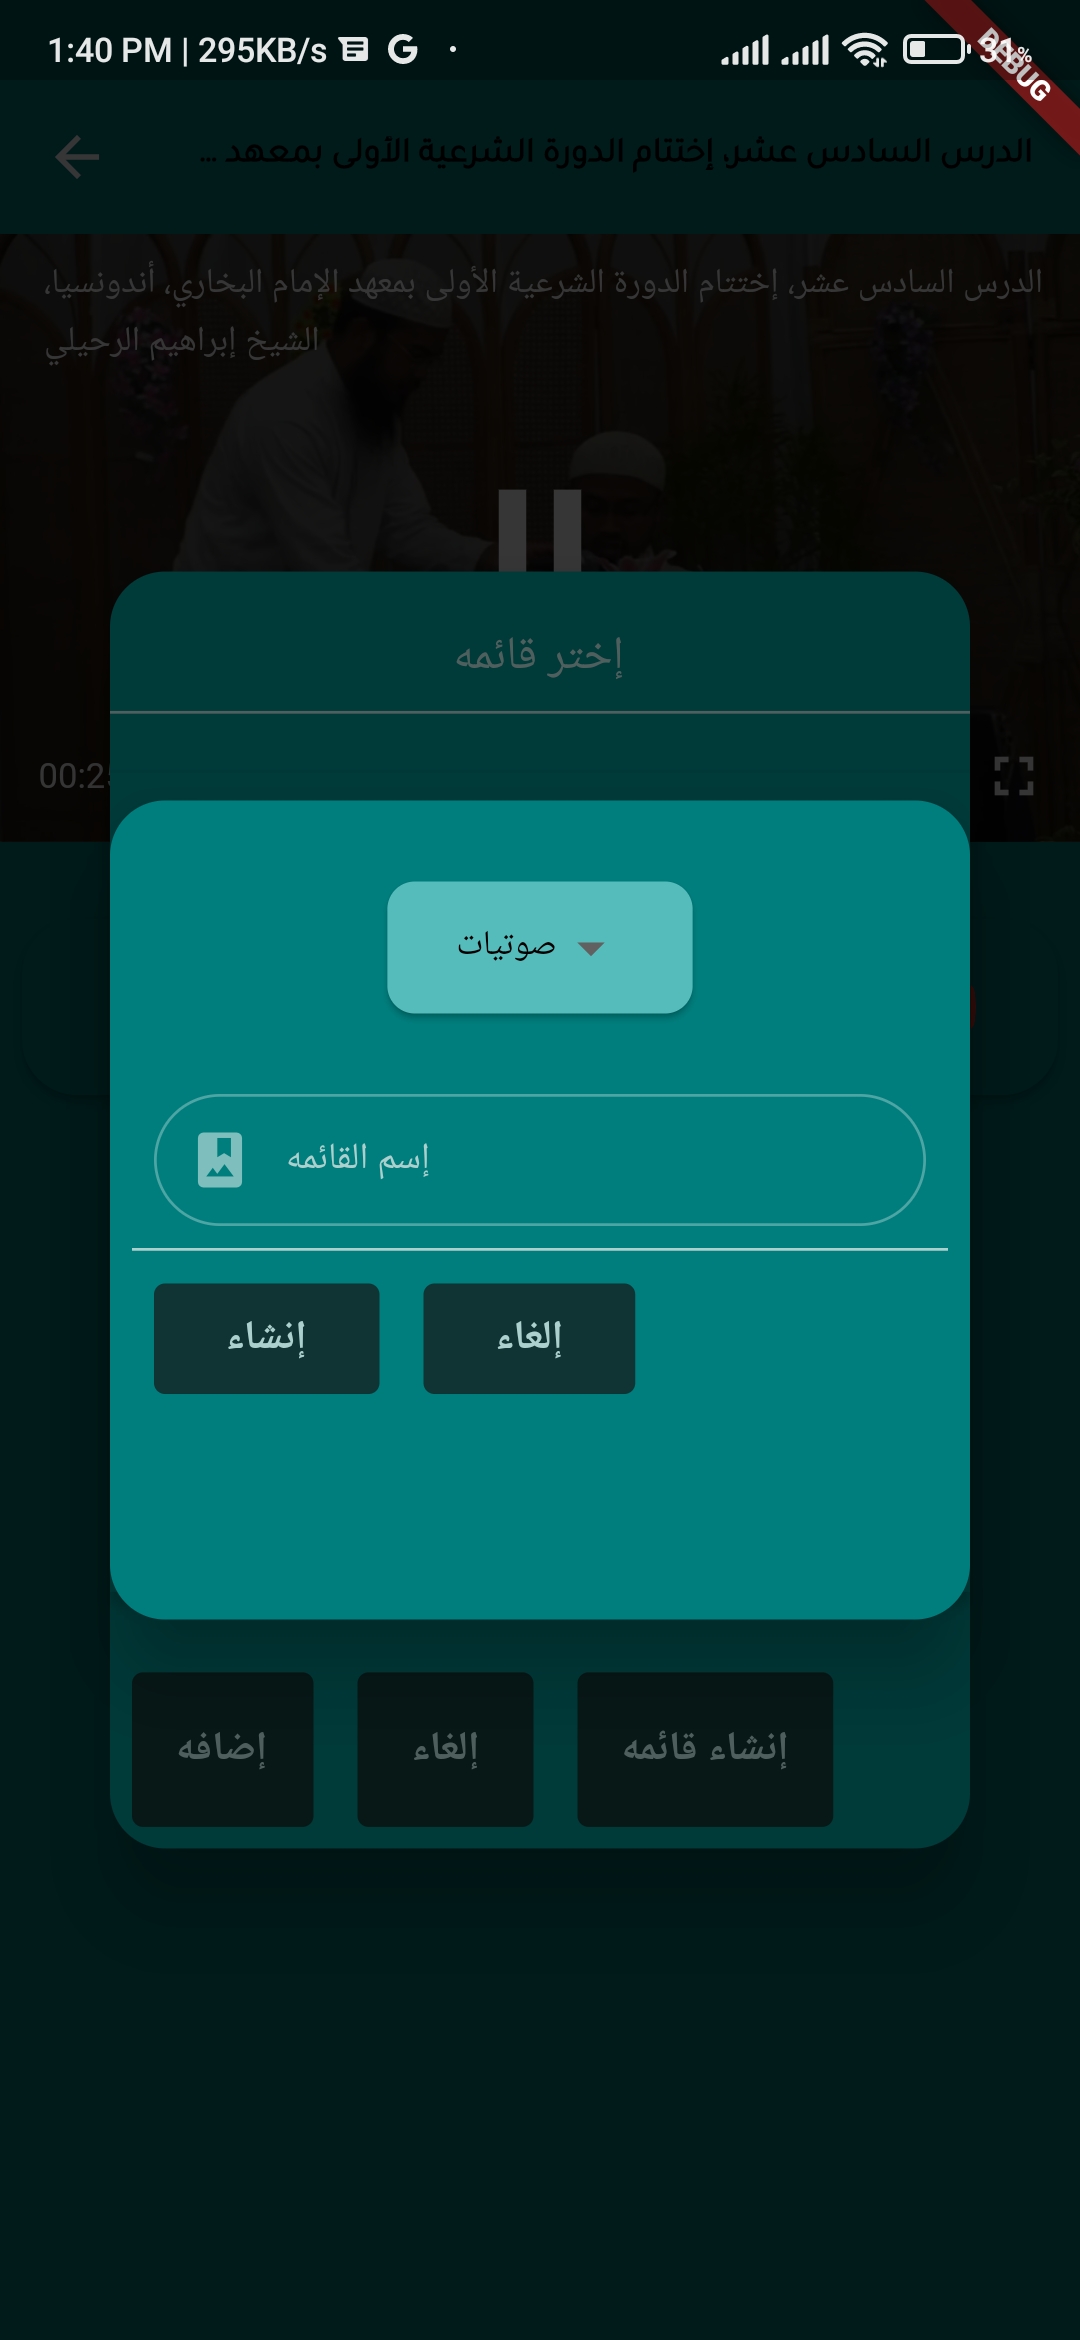 1:40 PM | 295KB/s
31%
DEBUG
الدرس السادس عشر، إختتام الدورة الشرعية الأولى بمعهد ...
الدرس السادس عشر، إختتام الدورة الشرعية الأولى بمعهد الإمام البخاري، أندونسيا،
الشيخ إبراهيم الرحيلي
إختر قائمه
00:25
صوتيات
إسم القائمه
إنشاء
إلغاء
إضافه
إلغاء
إنشاء قائمه